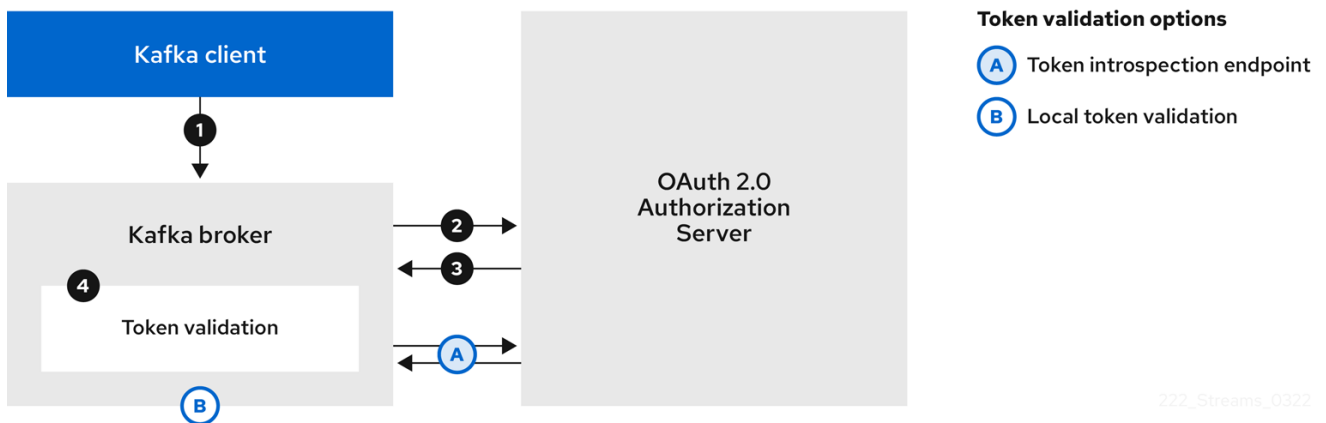 Kafka client
1
Kafka broker
2
3
4
Token validation
A
B
OAuth 2.0
Authorization
Server
Token validation options
A Token introspection endpoint
B Local token validation
222_Streams_0322